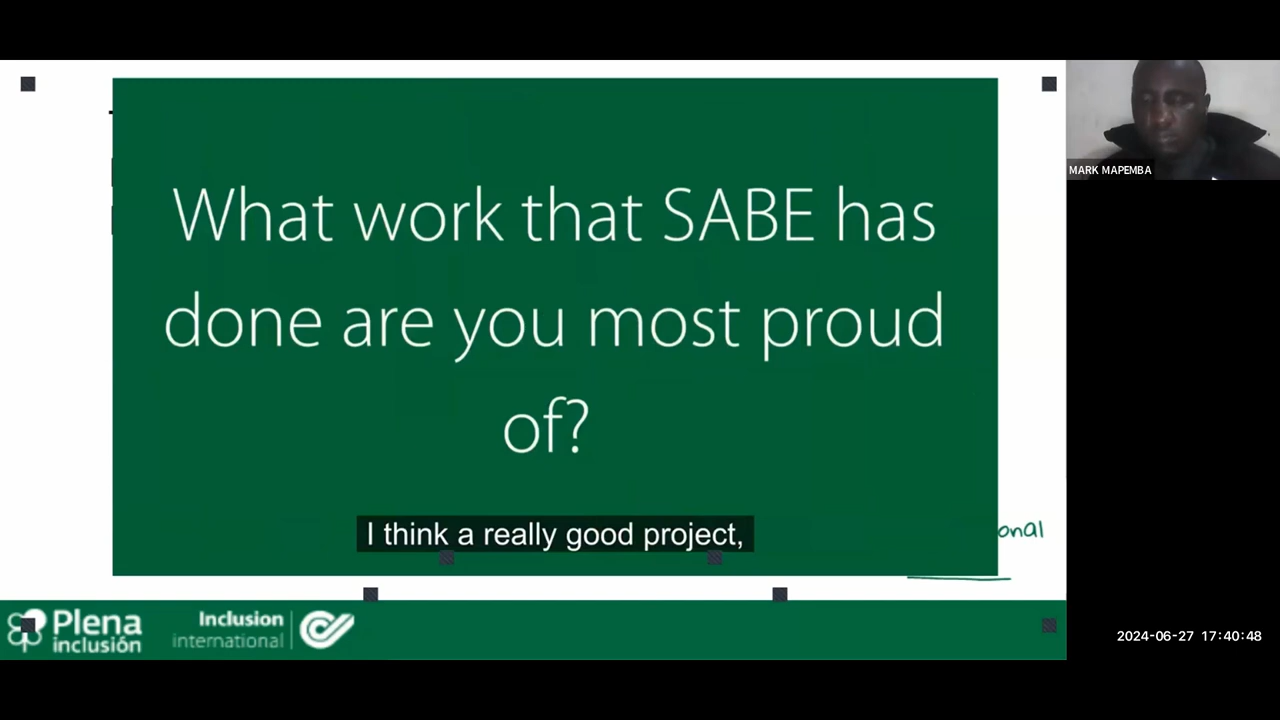 What work that SABE has
done are you most proud
of?
I think a really good project,
onal
Plena
inclusión
Inclusion
international
MARK MAPEMBA
2024-06-27 17:40:48